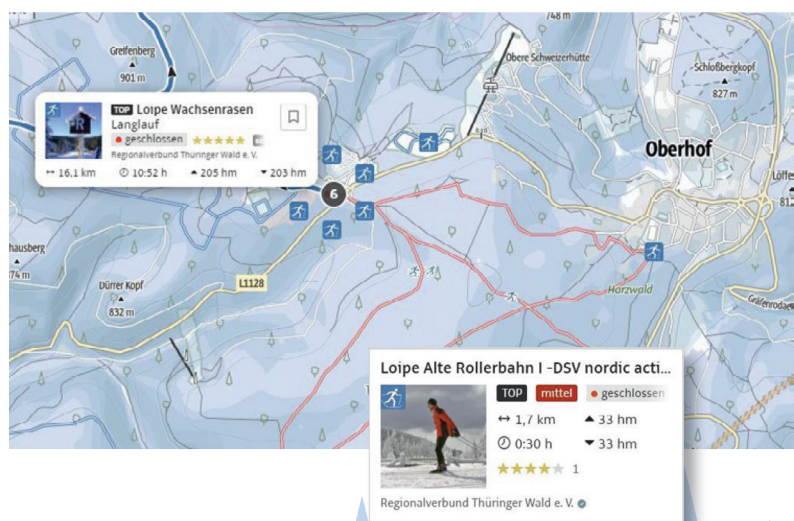 748 m
Greifenberg
901 m
Obere Schweizerhütte
Schloßbergkopf
827 m
TOP Loipe Wachsenrasen
Langlauf
geschlossen
Regionalverbund Thüringer Wald e. V.
16,1 km 10:52 h 205 hm 203 hm
R
Oberhof
6
Dürrer Kopf
832 m
L1128
Harzwald
Loipe Alte Rollerbahn I -DSV nordic acti...
TOP mittel geschlossen
1,7 km 33 hm
0:30 h 33 hm
1
Regionalverbund Thüringer Wald e. V.